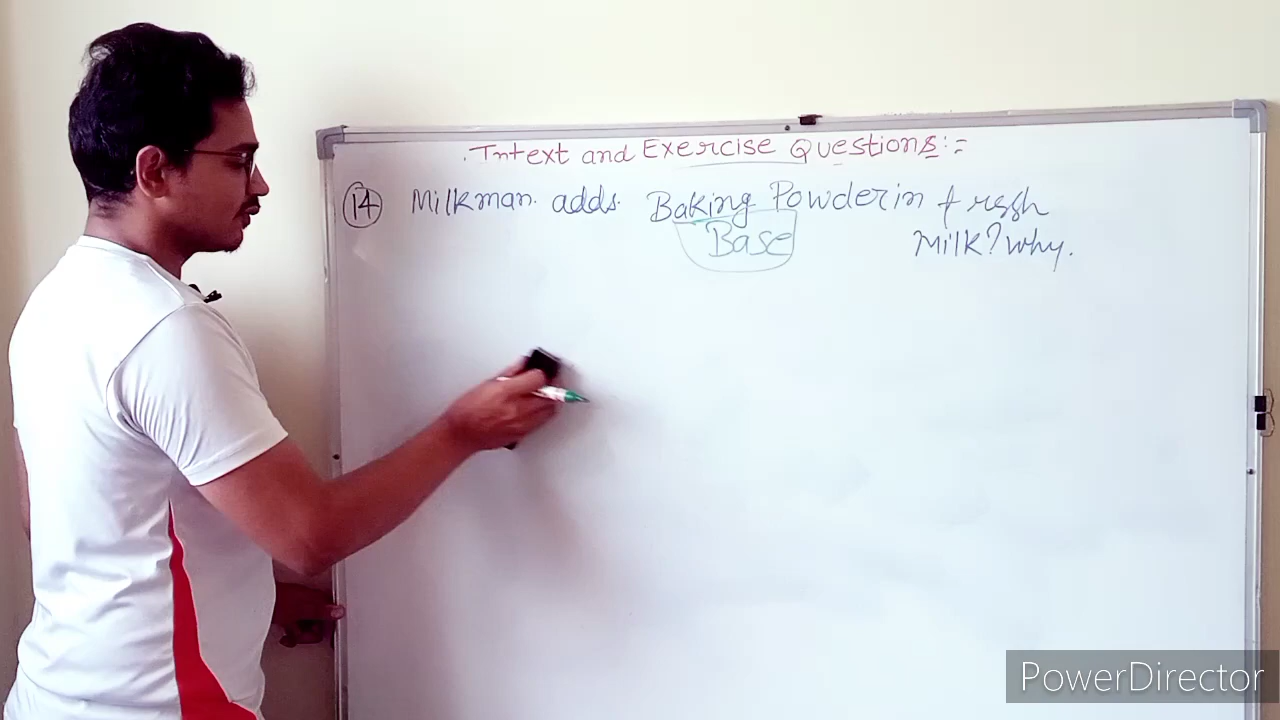 Intext and Exercise Questions:-
14 Milkman adds Baking Powder in fresh
Base Milk? why.
PowerDirector